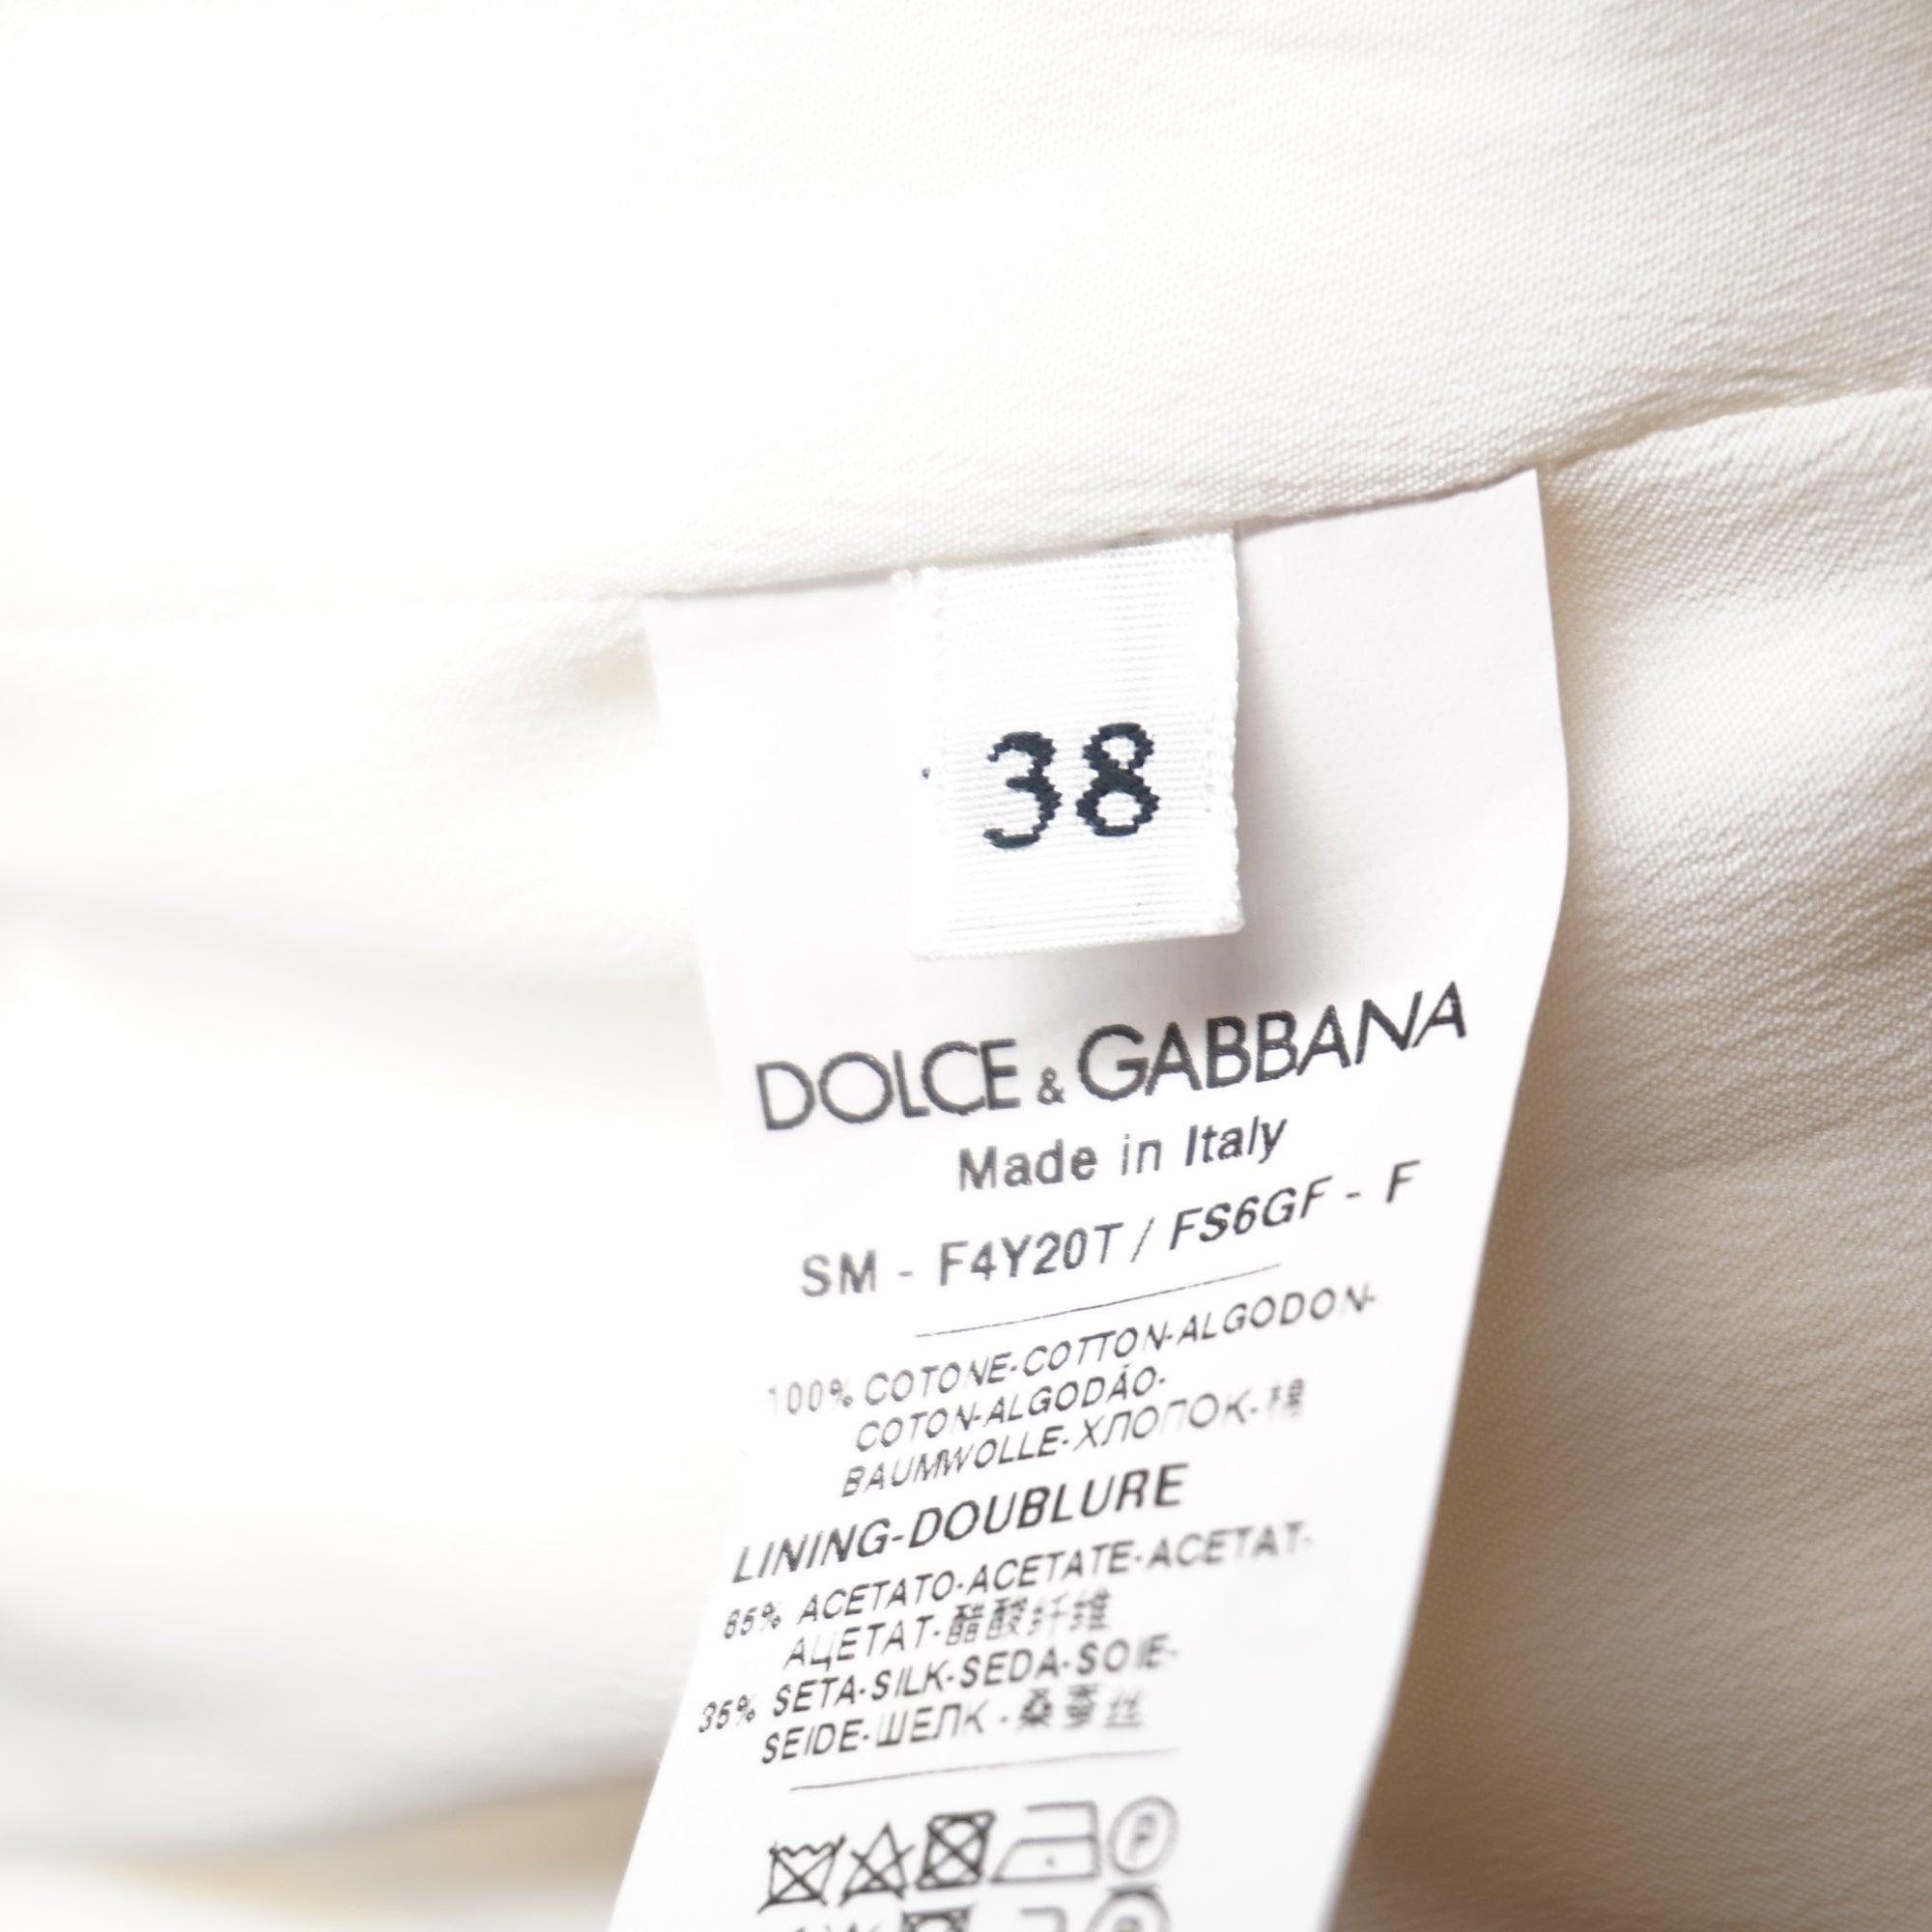 38
DOLCE & GABBANA
Made in Italy
SM - F4Y20T / FS6GF - F
100% COTONE-COTTON-ALGODON-
COTON-ALGODÃO-
BAUMWOLLE-ХЛОПОК-棉
LINING-DOUBLURE
65% ACETATO-ACETATE-ACETAT-
АЦЕТАТ-醋酸纤维
35% SETA-SILK-SEDA-SOIE-
SEIDE-ШЕЛК-桑蚕丝
P